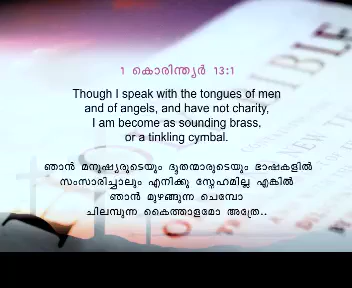 1 കൊരിന്ത്യർ 13:1
Though I speak with the tongues of men
and of angels, and have not charity,
I am become as sounding brass,
or a tinkling cymbal.
ഞാൻ മനുഷ്യരുടെയും ദൂതന്മാരുടെയും ഭാഷകളിൽ
സംസാരിച്ചാലും എനിക്കു സ്നേഹമില്ല എങ്കിൽ
ഞാൻ മുഴങ്ങുന്ന ചെമ്പോ
ചിലമ്പുന്ന കൈത്താളമോ അത്രേ..
BIBLE